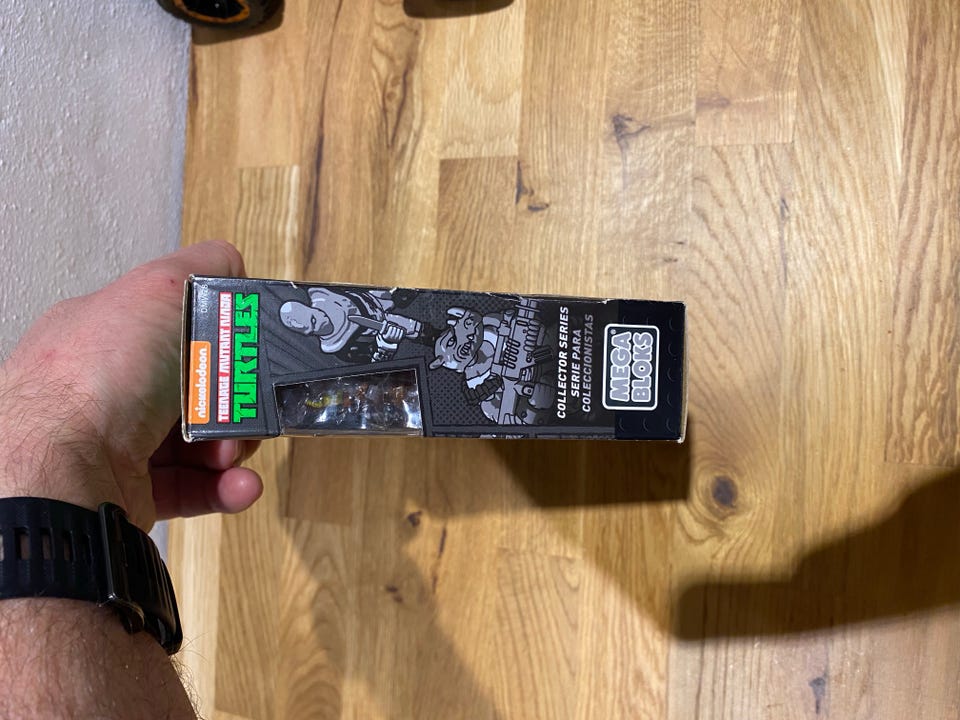 nickelodeon
TEENAGE MUTANT NINJA
TURTLES
COLLECTOR SERIES
SERIE PARA
COLECCIONISTAS
MEGA
BLOKS